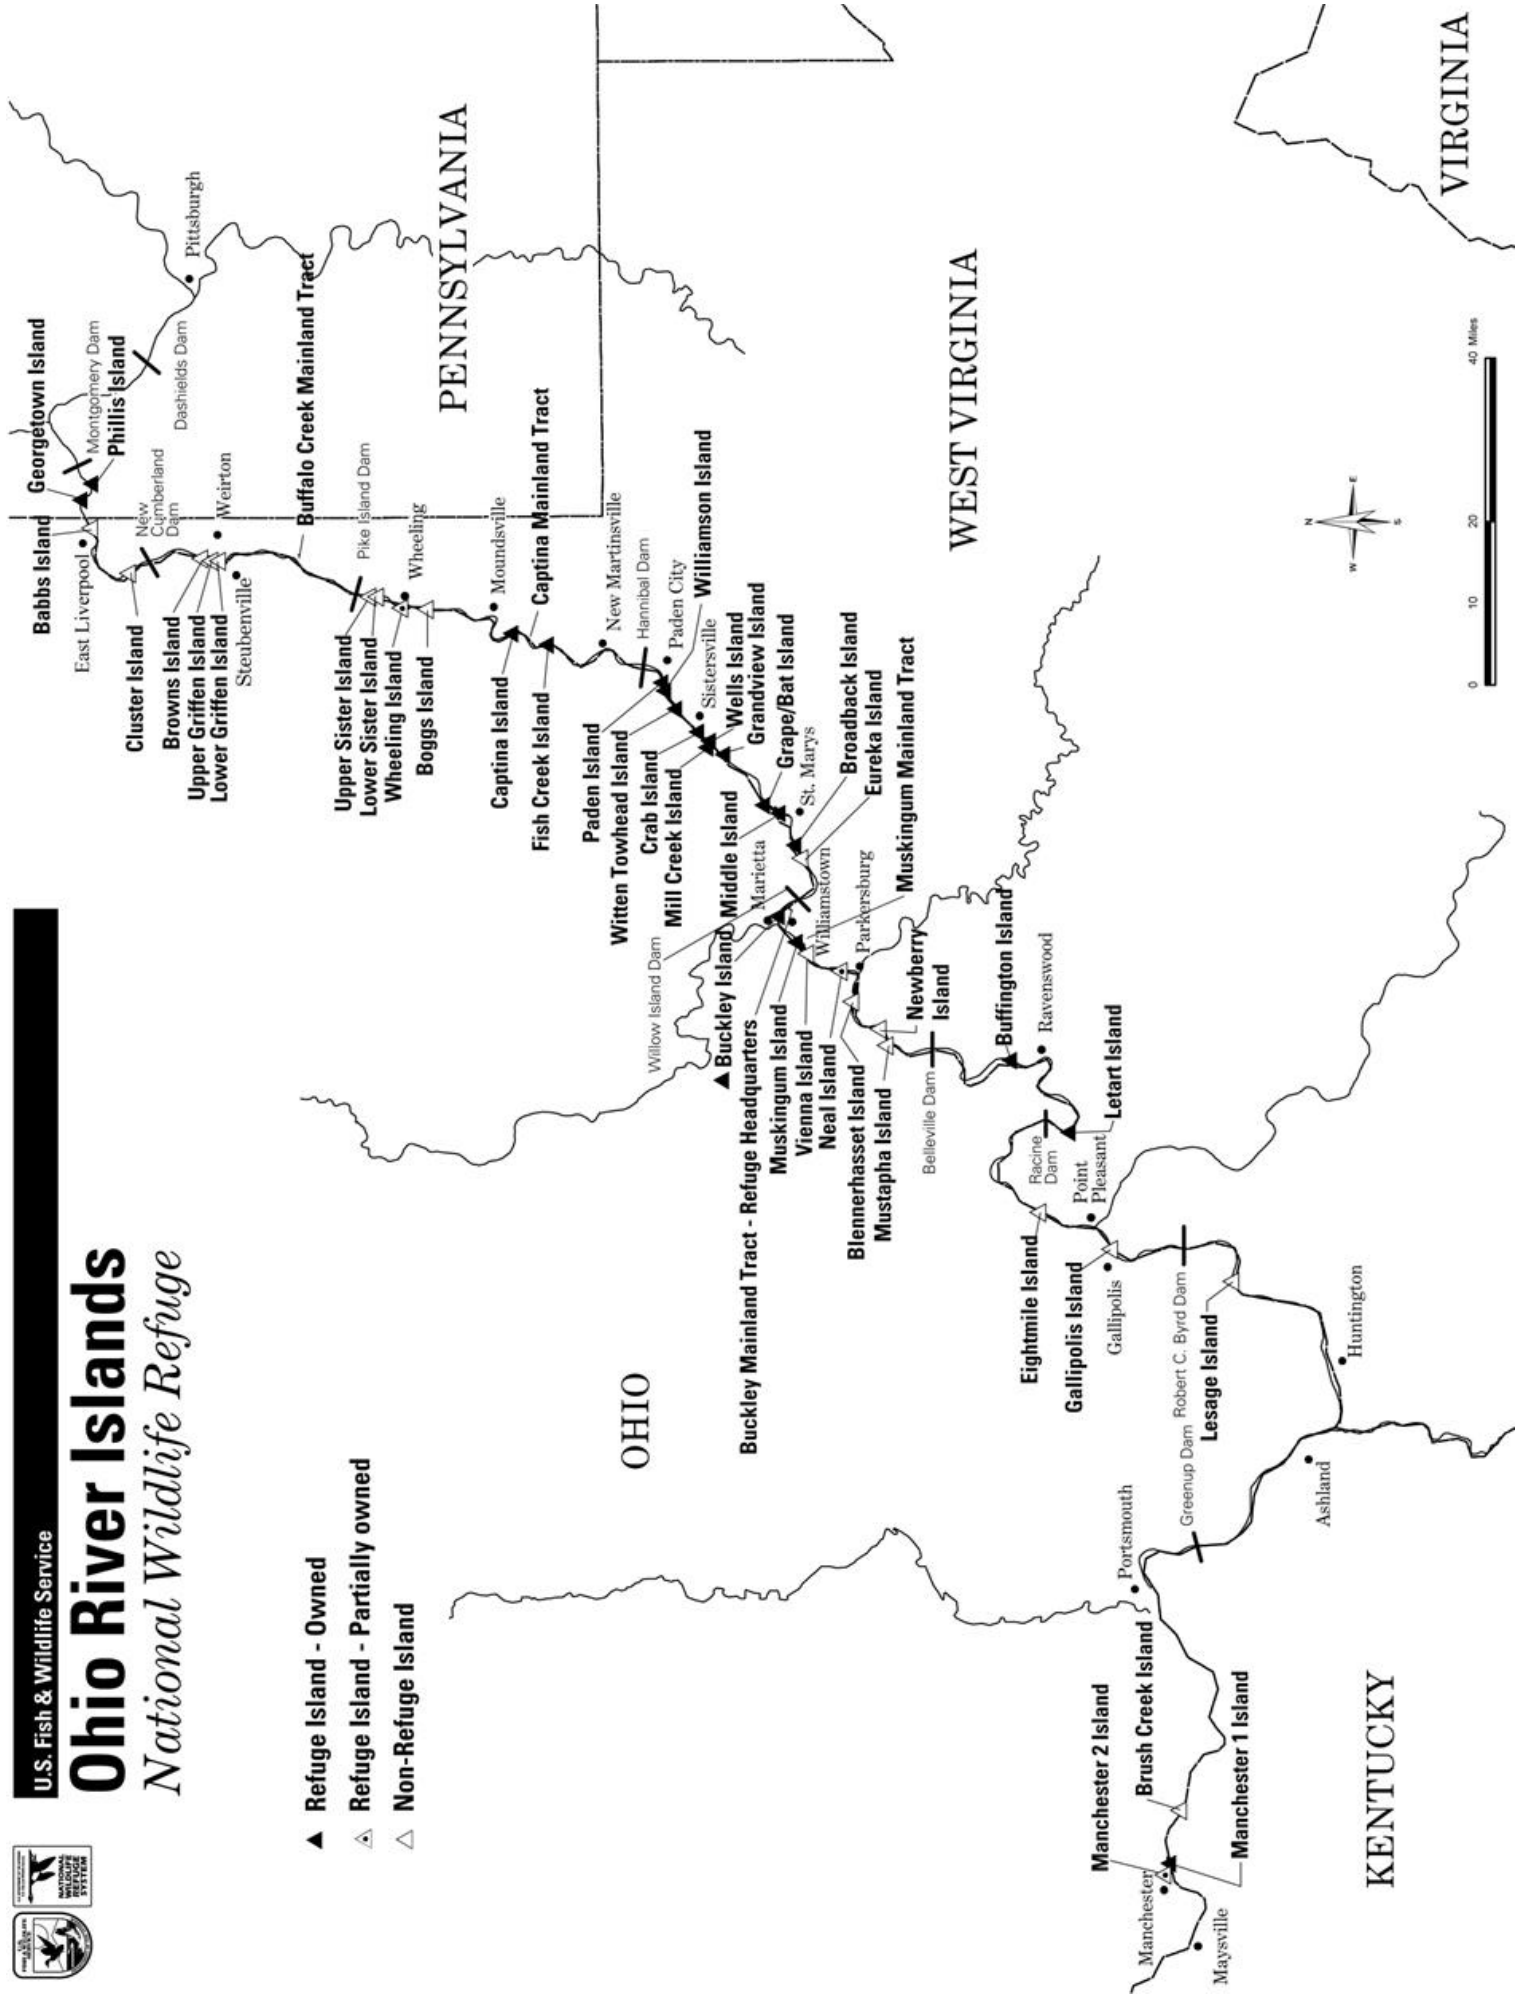 U.S. Fish & Wildlife Service
Ohio River Islands
National Wildlife Refuge
NATIONAL
WILDLIFE
REFUGE
SYSTEM
Refuge Island - Owned
Refuge Island - Partially owned
Non-Refuge Island
Georgetown Island
Montgomery Dam
Phillis Island
Dashields Dam
Pittsburgh
Babbs Island
East Liverpool
New
Cumberland
Dam
Cluster Island
Browns Island
Upper Griffen Island
Lower Griffen Island
Weirton
Steubenville
Buffalo Creek Mainland Tract
Pike Island Dam
Upper Sister Island
Lower Sister Island
Wheeling Island
Wheeling
Boggs Island
PENNSYLVANIA
Moundsville
Captina Island
Captina Mainland Tract
Fish Creek Island
New Martinsville
Hannibal Dam
Paden City
Paden Island
Williamson Island
Witten Towhead Island
Sistersville
Crab Island
Wells Island
Mill Creek Island
Grandview Island
Grape/Bat Island
Middle Island
St. Marys
Broadback Island
Eureka Island
Willow Island Dam
Marietta
Williamstown
Muskingum Mainland Tract
Buckley Island
Buckley Mainland Tract - Refuge Headquarters
Muskingum Island
Vienna Island
Neal Island
Parkersburg
Blennerhasset Island
Newberry
Island
Mustapha Island
Belleville Dam
Buffington Island
Ravenswood
Letart Island
Racine
Dam
Point
Pleasant
Eightmile Island
Gallipolis Island
Gallipolis
Robert C. Byrd Dam
Lesage Island
Huntington
Greenup Dam
Ashland
Portsmouth
Brush Creek Island
Manchester 2 Island
Manchester 1 Island
Manchester
Maysville
OHIO
WEST VIRGINIA
VIRGINIA
KENTUCKY
N
W
E
S
0
10
20
40 Miles